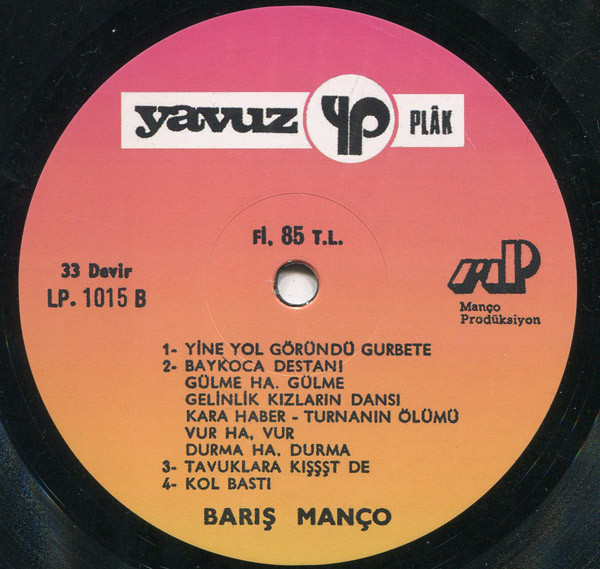 yavuz yp PLÂK
Fİ, 85 T.L.
33 Devir
LP. 1015 B
mp
Manço
Prodüksiyon
1- YİNE YOL GÖRÜNDÜ GURBETE
2- BAYKOCA DESTANI
GÜLME HA. GÜLME
GELİNLİK KIZLARIN DANSI
KARA HABER - TURNANIN ÖLÜMÜ
VUR HA, VUR
DURMA HA. DURMA
3- TAVUKLARA KIŞŞŞT DE
4- KOL BASTI
BARIŞ MANÇO